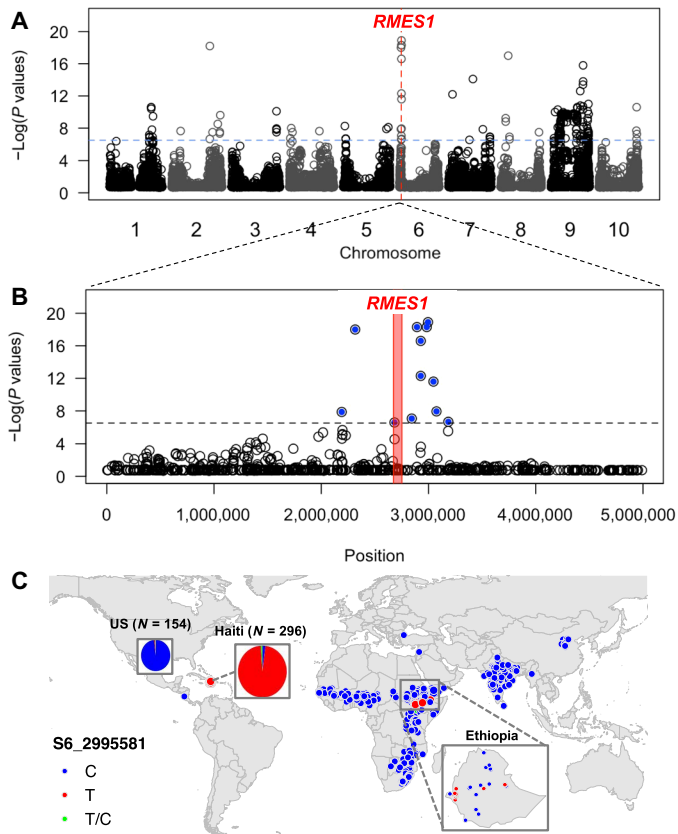 A
RMES1
20
16
12
8
4
0
−Log(P values)
1 2 3 4 5 6 7 8 9 10
Chromosome
B
RMES1
20
16
12
8
4
0
−Log(P values)
0 1,000,000 2,000,000 3,000,000 4,000,000 5,000,000
Position
C
US (N = 154)
Haiti (N = 296)
S6_2995581
C
T
T/C
Ethiopia